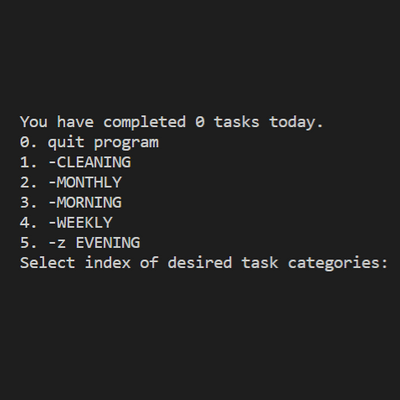 You have completed 0 tasks today.
0. quit program
1. -CLEANING
2. -MONTHLY
3. -MORNING
4. -WEEKLY
5. -z EVENING
Select index of desired task categories: